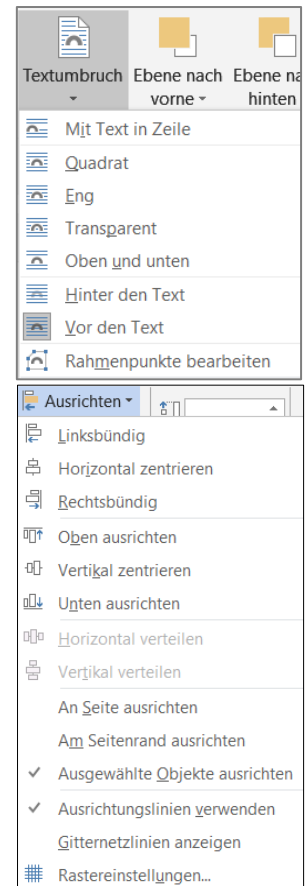 Textumbruch Ebene nach Ebene na
vorne hinten
Mit Text in Zeile
Quadrat
Eng
Transparent
Oben und unten
Hinter den Text
Vor den Text
Rahmenpunkte bearbeiten
Ausrichten
Linksbündig
Horizontal zentrieren
Rechtsbündig
Oben ausrichten
Vertikal zentrieren
Unten ausrichten
Horizontal verteilen
Vertikal verteilen
An Seite ausrichten
Am Seitenrand ausrichten
Ausgewählte Objekte ausrichten
Ausrichtungslinien verwenden
Gitternetzlinien anzeigen
Rastereinstellungen...